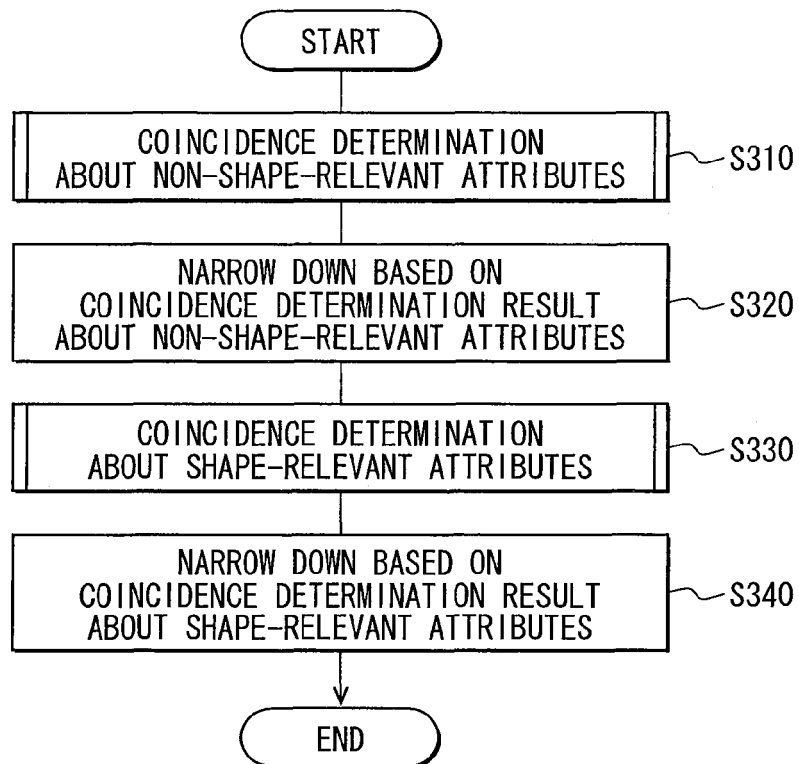 START
COINCIDENCE DETERMINATION
ABOUT NON-SHAPE-RELEVANT ATTRIBUTES
S310
NARROW DOWN BASED ON
COINCIDENCE DETERMINATION RESULT
ABOUT NON-SHAPE-RELEVANT ATTRIBUTES
S320
COINCIDENCE DETERMINATION
ABOUT SHAPE-RELEVANT ATTRIBUTES
S330
NARROW DOWN BASED ON
COINCIDENCE DETERMINATION RESULT
ABOUT SHAPE-RELEVANT ATTRIBUTES
S340
END